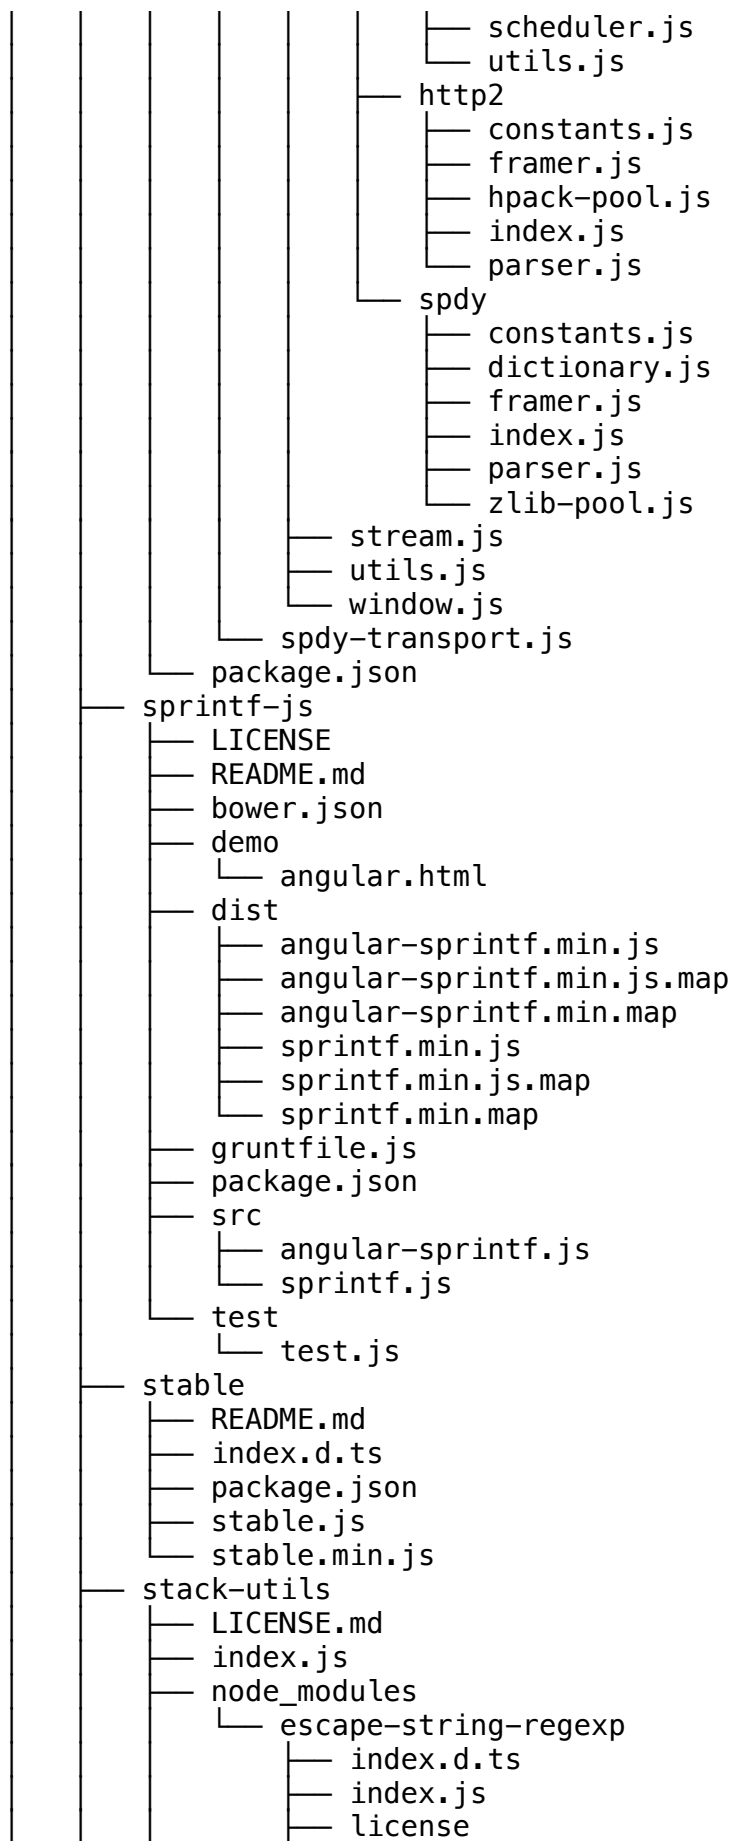 │   │   │   │   │   │   ├── scheduler.js
│   │   │   │   │   │   └── utils.js
│   │   │   │   │   ├── http2
│   │   │   │   │   │   ├── constants.js
│   │   │   │   │   │   ├── framer.js
│   │   │   │   │   │   ├── hpack-pool.js
│   │   │   │   │   │   ├── index.js
│   │   │   │   │   │   └── parser.js
│   │   │   │   │   └── spdy
│   │   │   │   │       ├── constants.js
│   │   │   │   │       ├── dictionary.js
│   │   │   │   │       ├── framer.js
│   │   │   │   │       ├── index.js
│   │   │   │   │       ├── parser.js
│   │   │   │   │       └── zlib-pool.js
│   │   │   │   ├── stream.js
│   │   │   │   ├── utils.js
│   │   │   │   └── window.js
│   │   │   └── spdy-transport.js
│   │   └── package.json
│   ├── sprintf-js
│   │   ├── LICENSE
│   │   ├── README.md
│   │   ├── bower.json
│   │   ├── demo
│   │   │   └── angular.html
│   │   ├── dist
│   │   │   ├── angular-sprintf.min.js
│   │   │   ├── angular-sprintf.min.js.map
│   │   │   ├── angular-sprintf.min.map
│   │   │   ├── sprintf.min.js
│   │   │   ├── sprintf.min.js.map
│   │   │   └── sprintf.min.map
│   │   ├── gruntfile.js
│   │   ├── package.json
│   │   ├── src
│   │   │   ├── angular-sprintf.js
│   │   │   └── sprintf.js
│   │   └── test
│   │       └── test.js
│   ├── stable
│   │   ├── README.md
│   │   ├── index.d.ts
│   │   ├── package.json
│   │   ├── stable.js
│   │   └── stable.min.js
│   ├── stack-utils
│   │   ├── LICENSE.md
│   │   ├── index.js
│   │   ├── node_modules
│   │   │   └── escape-string-regexp
│   │   │       ├── index.d.ts
│   │   │       ├── index.js
│   │   │       ├── license